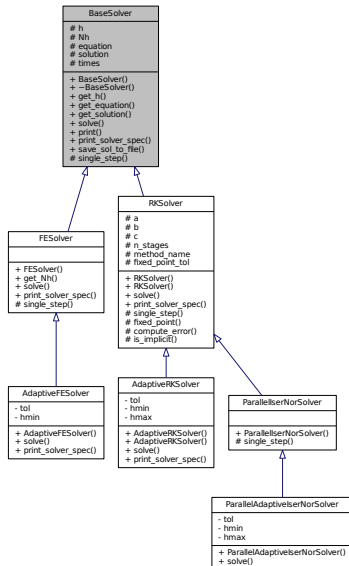 BaseSolver
# h
# Nh
# equation
# solution
# times
+ BaseSolver()
+ ~BaseSolver()
+ get_h()
+ get_equation()
+ get_solution()
+ solve()
+ print()
+ print_solver_spec()
+ save_sol_to_file()
# single_step()
FESolver
+ FESolver()
+ get_Nh()
+ solve()
+ print_solver_spec()
# single_step()
RKSolver
# a
# b
# c
# n_stages
# method_name
# fixed_point_tol
+ RKSolver()
+ RKSolver()
+ solve()
+ print_solver_spec()
# single_step()
# fixed_point()
# compute_error()
# is_implicit()
AdaptiveFESolver
- tol
- hmin
+ AdaptiveFESolver()
+ solve()
+ print_solver_spec()
AdaptiveRKSolver
- tol
- hmin
- hmax
+ AdaptiveRKSolver()
+ AdaptiveRKSolver()
+ solve()
+ print_solver_spec()
ParallelIserNorSolver
+ ParallelIserNorSolver()
# single_step()
ParallelAdaptiveIserNorSolver
- tol
- hmin
- hmax
+ ParallelAdaptiveIserNorSolver()
+ solve()